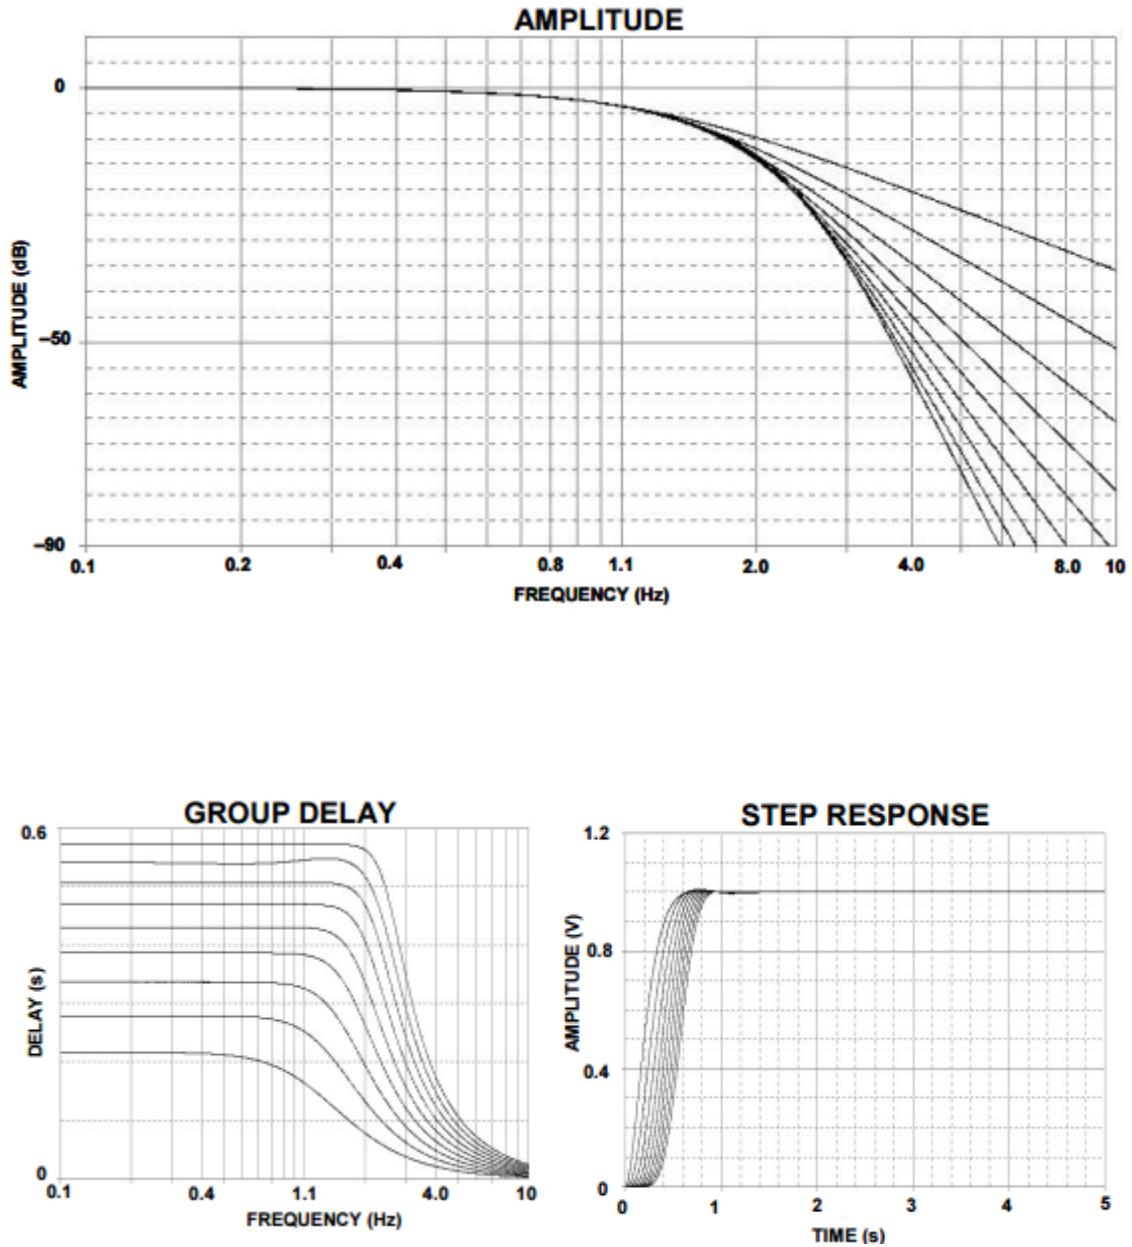 AMPLITUDE
0
AMPLITUDE (dB)
–50
–90
0.1 0.2 0.4 0.8 1.1 2.0 4.0 8.0 10
FREQUENCY (Hz)
GROUP DELAY
0.6
DELAY (s)
0
0.1 0.4 1.1 4.0 10
FREQUENCY (Hz)
STEP RESPONSE
1.2
AMPLITUDE (V)
0.8
0.4
0
0 1 2 3 4 5
TIME (s)